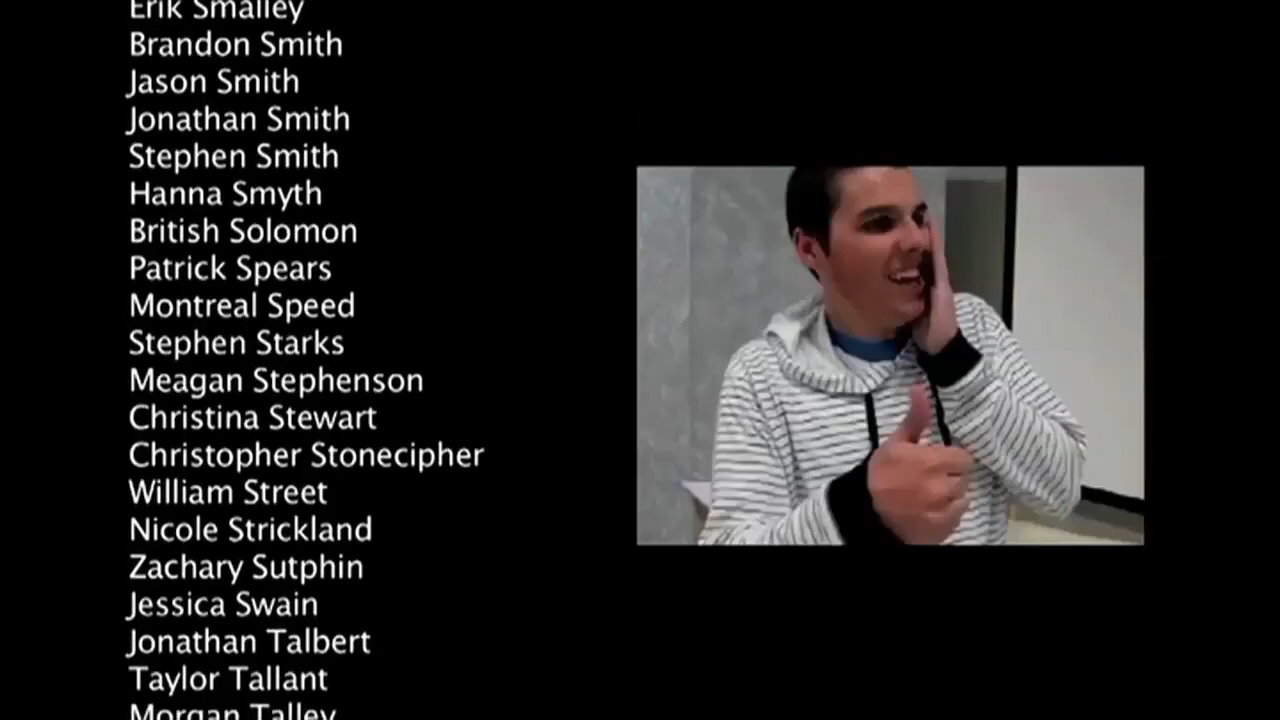 Erik Smalley
Brandon Smith
Jason Smith
Jonathan Smith
Stephen Smith
Hanna Smyth
British Solomon
Patrick Spears
Montreal Speed
Stephen Starks
Meagan Stephenson
Christina Stewart
Christopher Stonecipher
William Street
Nicole Strickland
Zachary Sutphin
Jessica Swain
Jonathan Talbert
Taylor Tallant
Morgan Talley